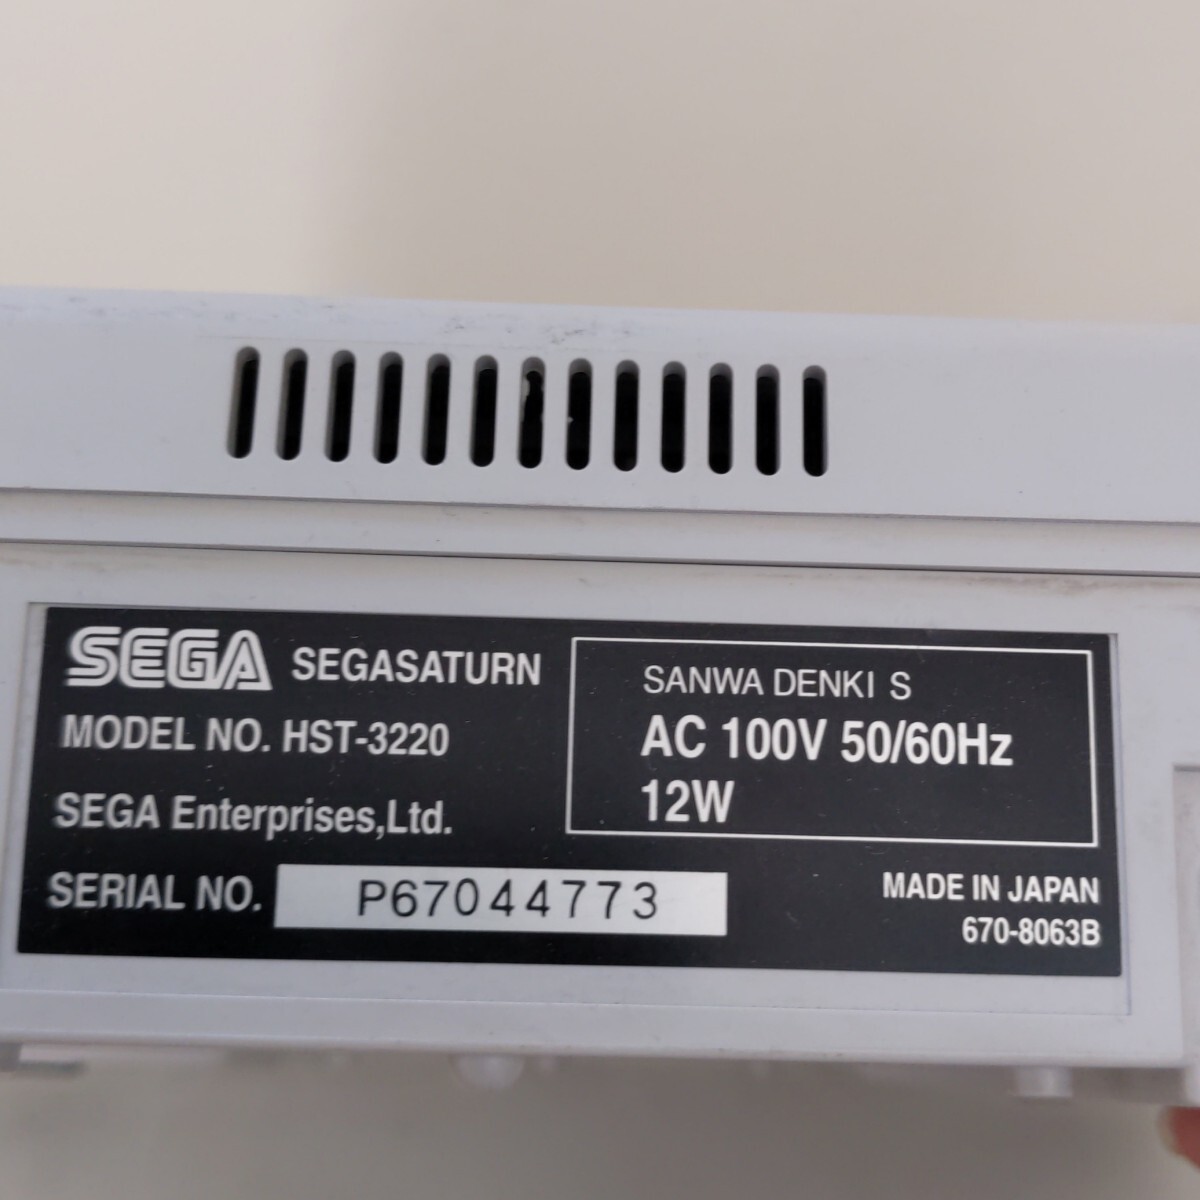 SEGA SEGASATURN
MODEL NO. HST-3220
SEGA Enterprises,Ltd.
SERIAL NO. P67044773
SANWA DENKI S
AC 100V 50/60Hz
12W
MADE IN JAPAN
670-8063B